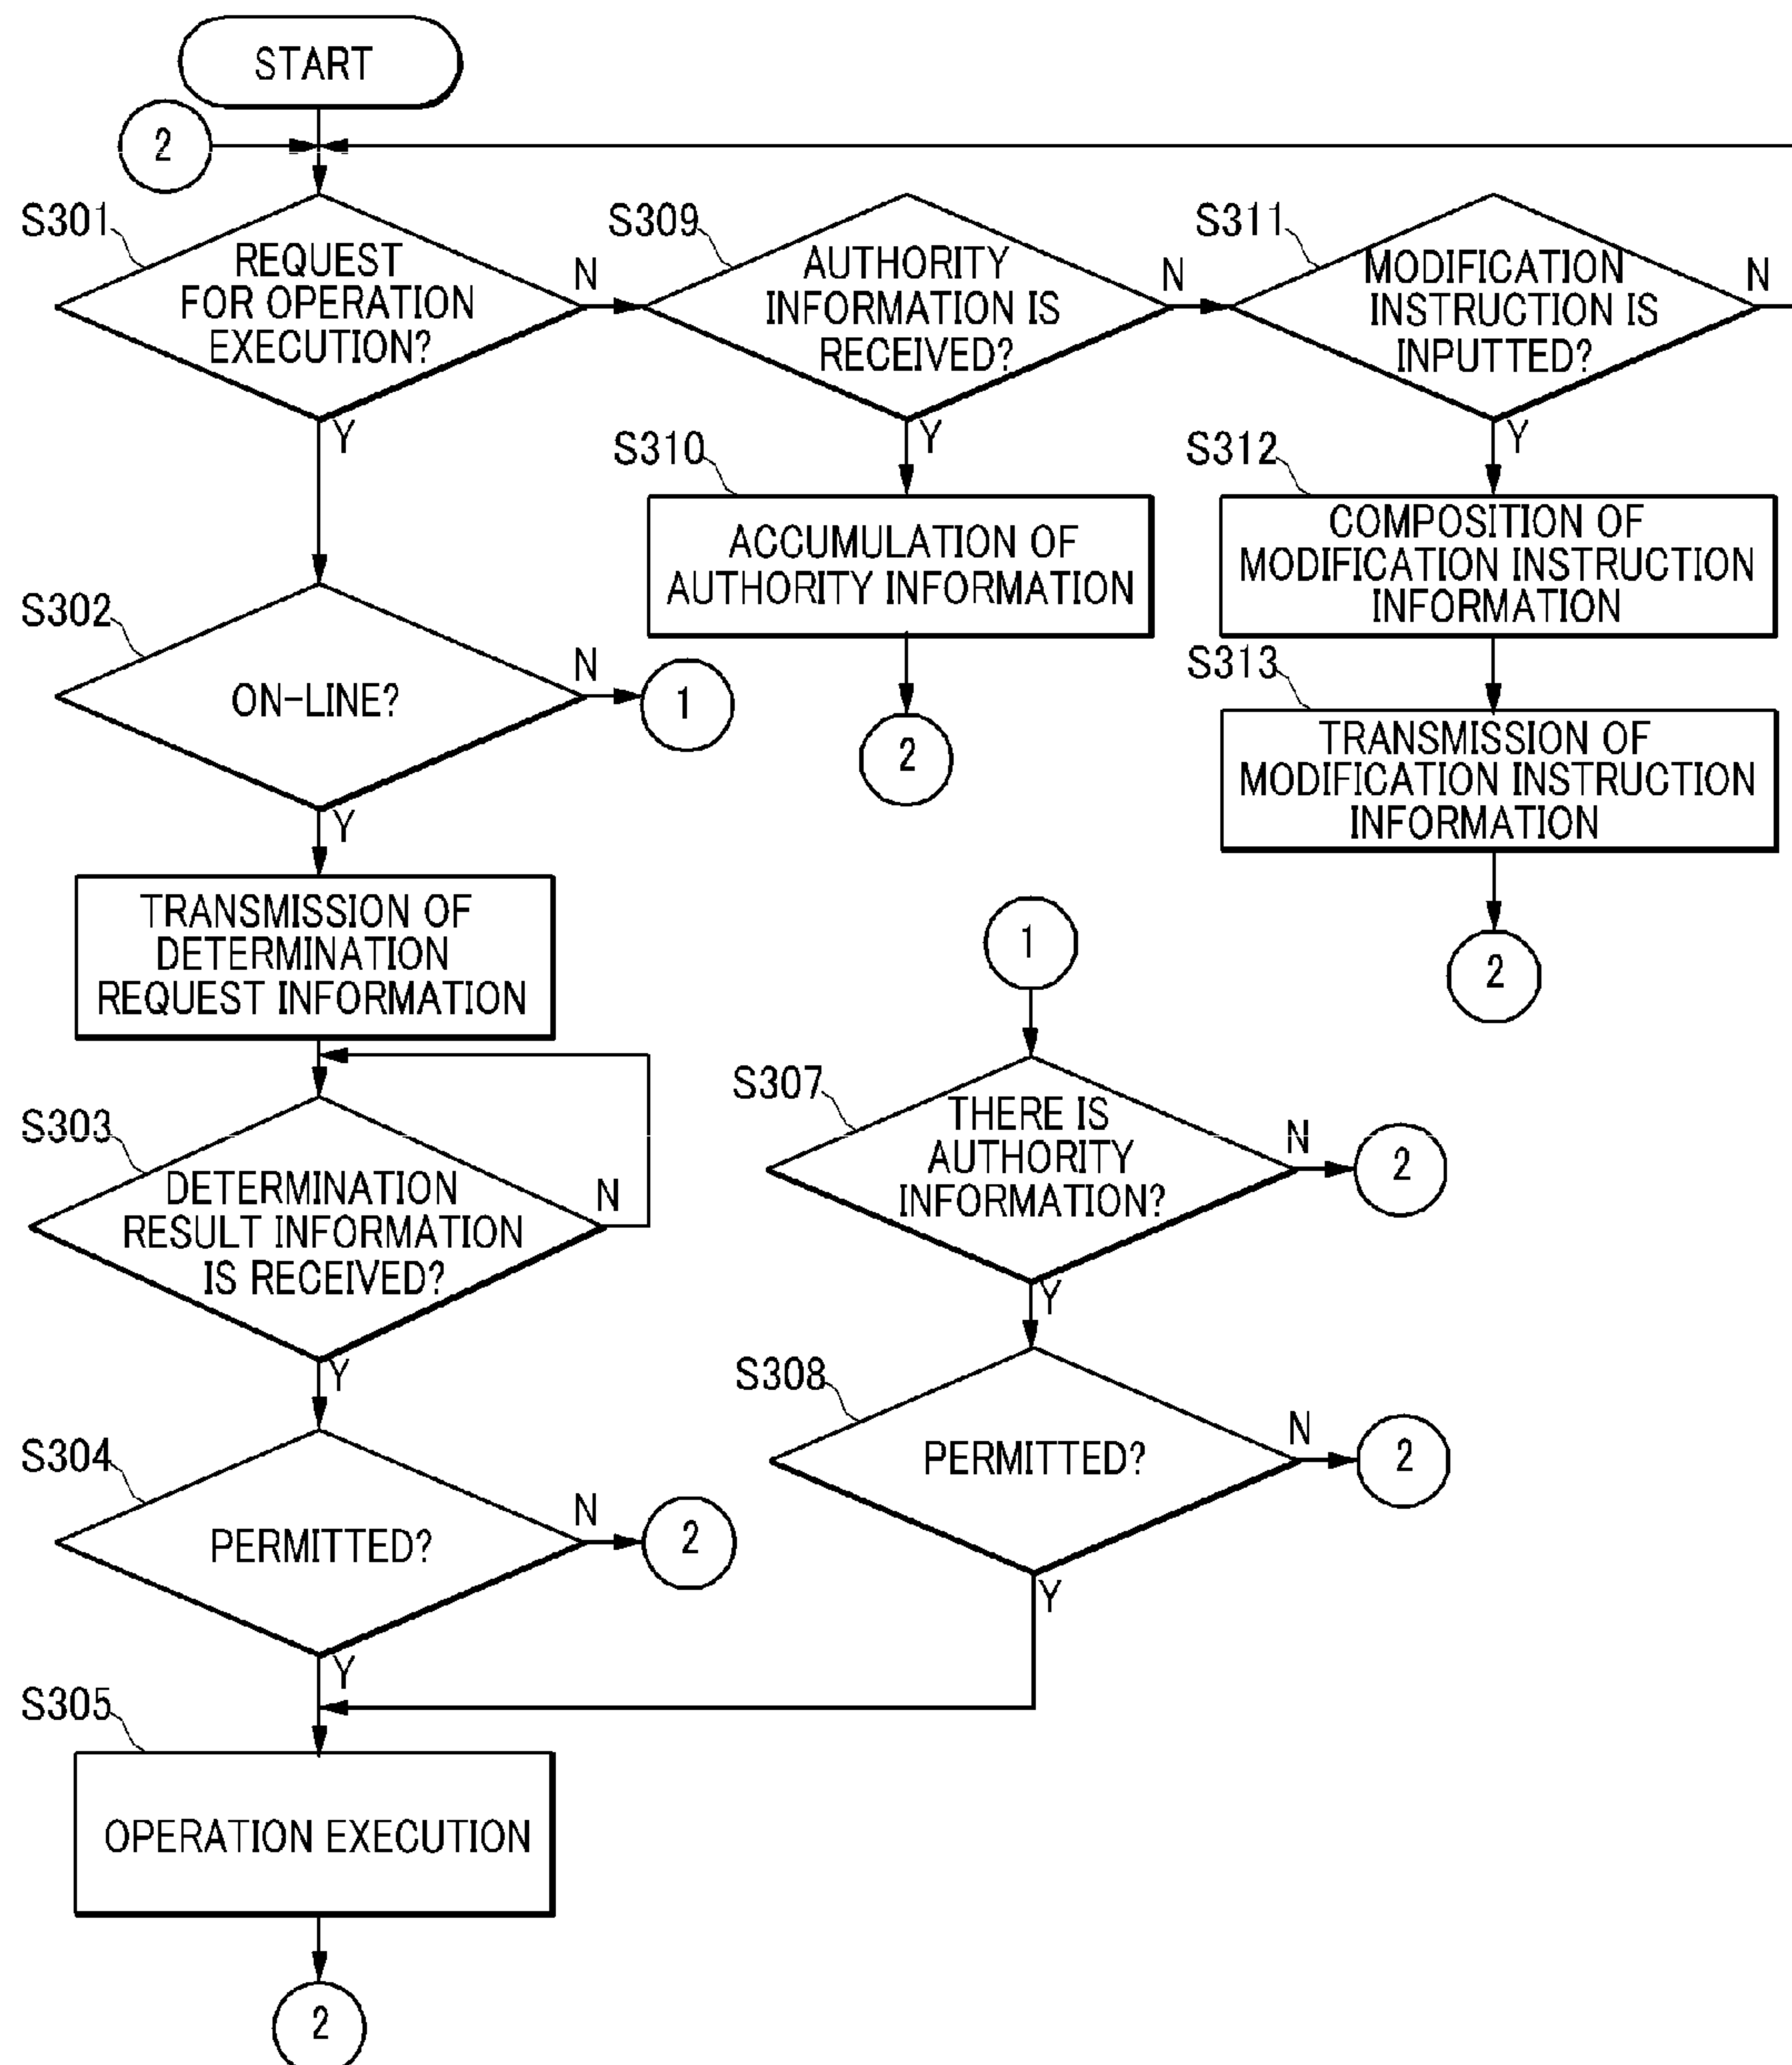 START
2
S301
REQUEST
FOR OPERATION
EXECUTION?
N
Y
S309
AUTHORITY
INFORMATION IS
RECEIVED?
N
Y
S311
MODIFICATION
INSTRUCTION IS
INPUTTED?
N
Y
S310
ACCUMULATION OF
AUTHORITY INFORMATION
2
S312
COMPOSITION OF
MODIFICATION INSTRUCTION
INFORMATION
S313
TRANSMISSION OF
MODIFICATION INSTRUCTION
INFORMATION
2
S302
ON-LINE?
N
1
Y
TRANSMISSION OF
DETERMINATION
REQUEST INFORMATION
S303
DETERMINATION
RESULT INFORMATION
IS RECEIVED?
N
Y
S304
PERMITTED?
N
2
Y
1
S307
THERE IS
AUTHORITY
INFORMATION?
N
2
Y
S308
PERMITTED?
N
2
Y
S305
OPERATION EXECUTION
2